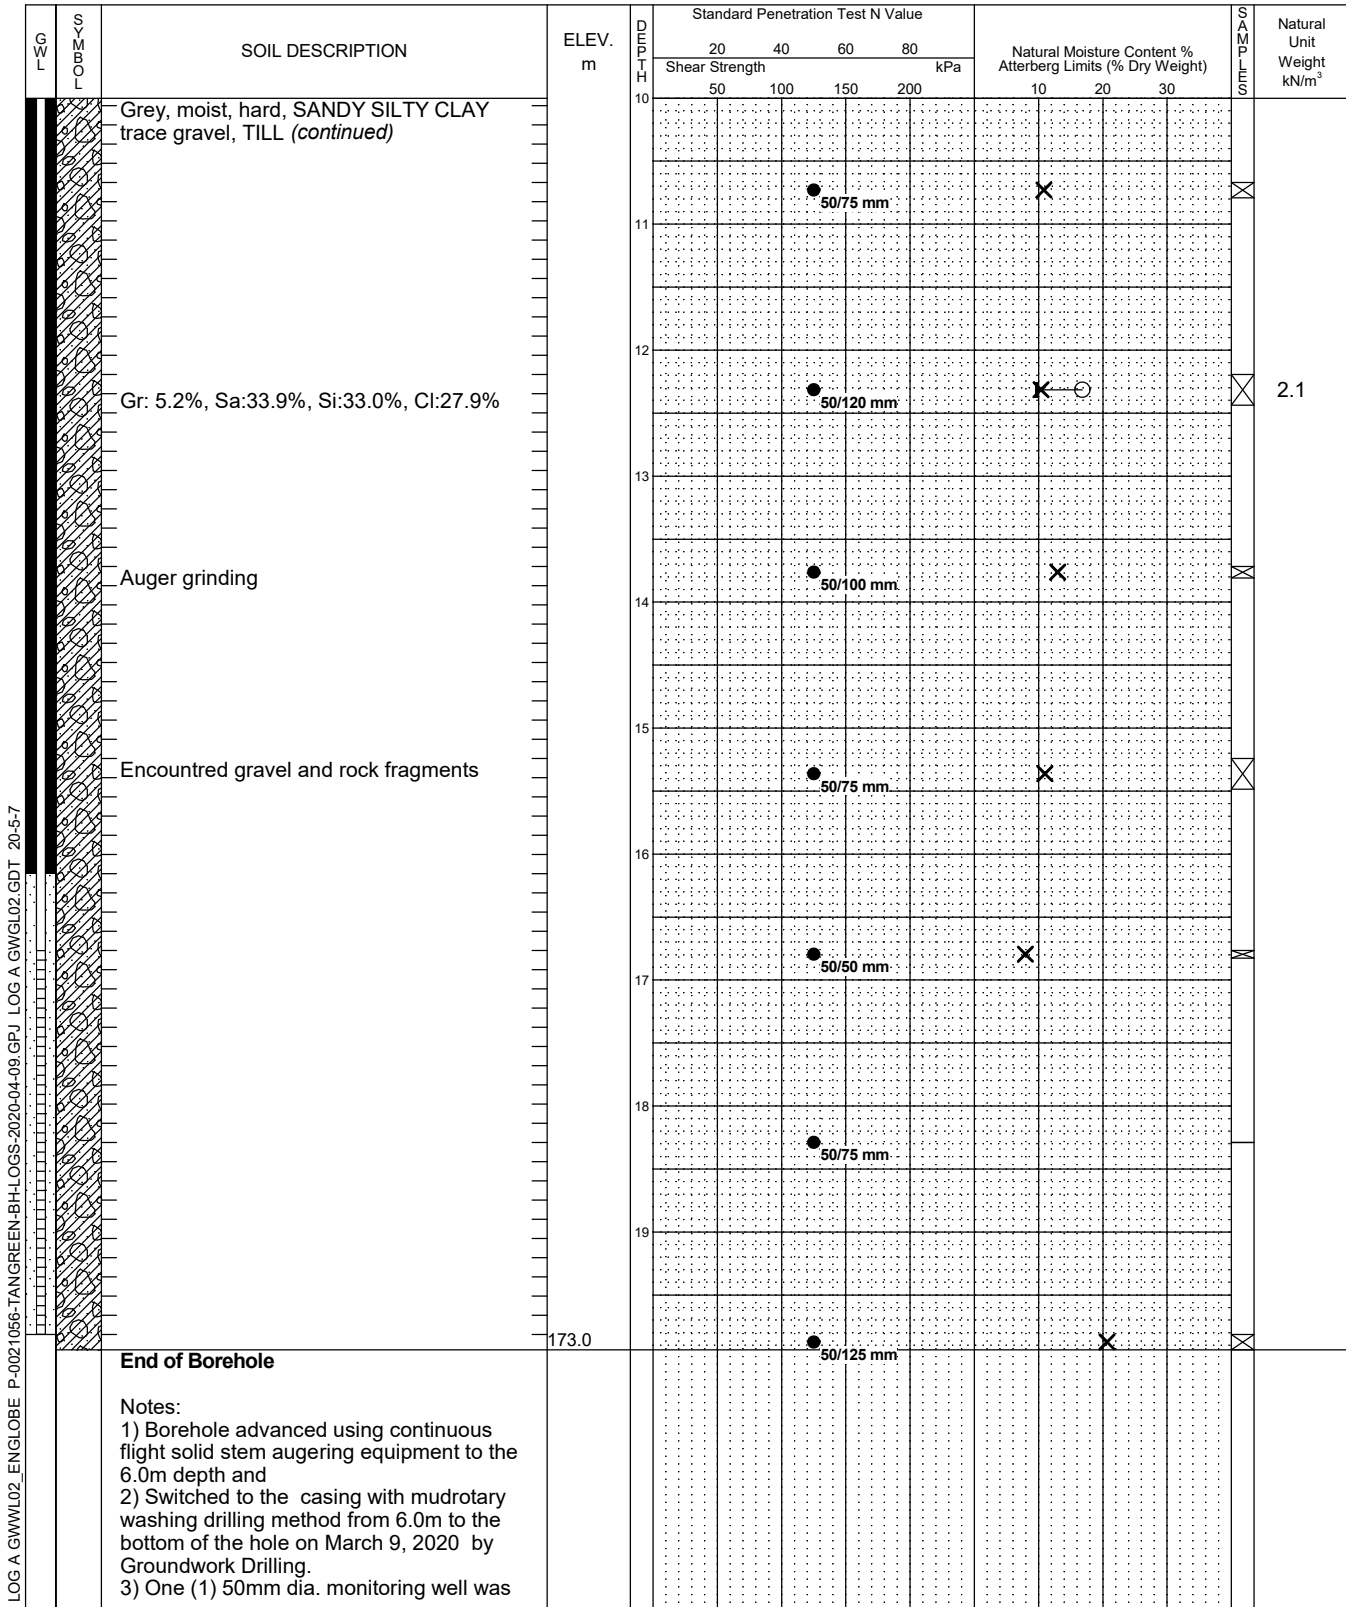 GWL
SYMBOL
SOIL DESCRIPTION
ELEV.
m
DEPTH
Standard Penetration Test N Value
20 40 60 80
Shear Strength kPa
50 100 150 200
Natural Moisture Content %
Atterberg Limits (% Dry Weight)
10 20 30
SAMPLES
Natural
Unit
Weight
kN/m³
10
Grey, moist, hard, SANDY SILTY CLAY
trace gravel, TILL (continued)
50/75 mm
11
12
Gr: 5.2%, Sa:33.9%, Si:33.0%, Cl:27.9%
50/120 mm
2.1
13
Auger grinding
50/100 mm
14
15
Encountred gravel and rock fragments
50/75 mm
16
50/50 mm
17
18
50/75 mm
19
173.0
50/125 mm
End of Borehole
Notes:
1) Borehole advanced using continuous
flight solid stem augering equipment to the
6.0m depth and
2) Switched to the casing with mudrotary
washing drilling method from 6.0m to the
bottom of the hole on March 9, 2020 by
Groundwork Drilling.
3) One (1) 50mm dia. monitoring well was
LOG A GWWL02_ENGLOBE P-0021056-TANGREEN-BH-LOGS-2020-04-09.GPJ LOG A GWGL02.GDT 20-5-7